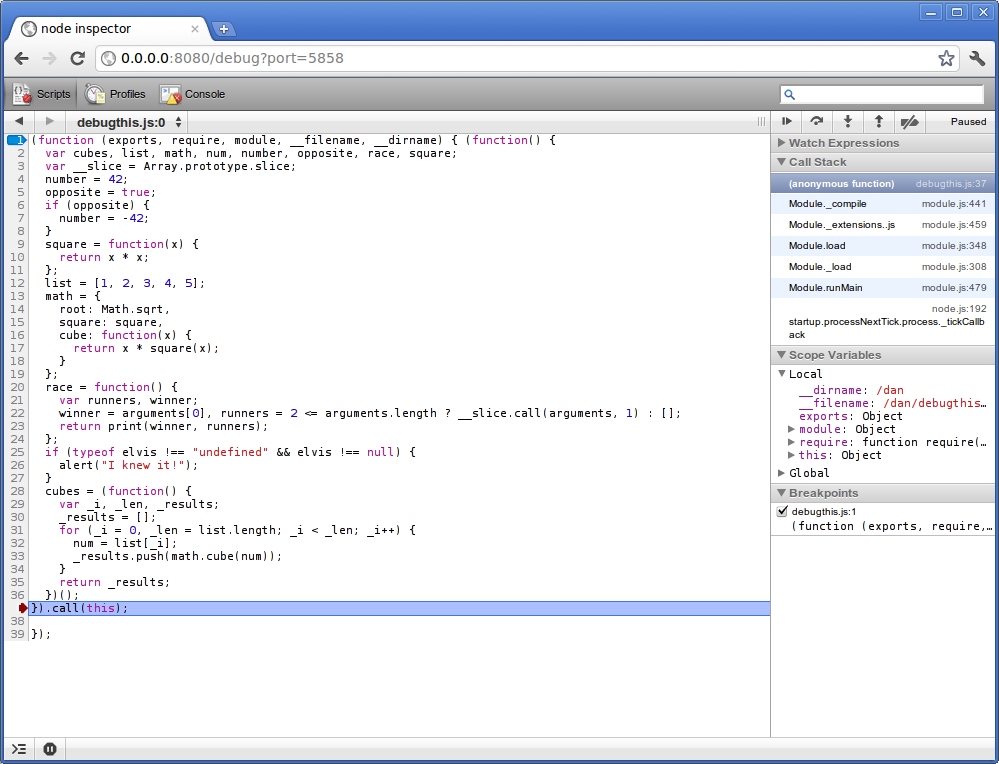 node inspector
0.0.0.0:8080/debug?port=5858
Scripts Profiles Console
debugthis.js:0 Paused
1 (function (exports, require, module, __filename, __dirname) { (function() {
2   var cubes, list, math, num, number, opposite, race, square;
3   var __slice = Array.prototype.slice;
4   number = 42;
5   opposite = true;
6   if (opposite) {
7     number = -42;
8   }
9   square = function(x) {
10     return x * x;
11   };
12   list = [1, 2, 3, 4, 5];
13   math = {
14     root: Math.sqrt,
15     square: square,
16     cube: function(x) {
17       return x * square(x);
18     }
19   };
20   race = function() {
21     var runners, winner;
22     winner = arguments[0], runners = 2 <= arguments.length ? __slice.call(arguments, 1) : [];
23     return print(winner, runners);
24   };
25   if (typeof elvis !== "undefined" && elvis !== null) {
26     alert("I knew it!");
27   }
28   cubes = (function() {
29     var _i, _len, _results;
30     _results = [];
31     for (_i = 0, _len = list.length; _i < _len; _i++) {
32       num = list[_i];
33       _results.push(math.cube(num));
34     }
35     return _results;
36   })();
}).call(this);
38
39 });
Watch Expressions
Call Stack
(anonymous function) debugthis.js:37
Module._compile module.js:441
Module._extensions..js module.js:459
Module.load module.js:348
Module._load module.js:308
Module.runMain module.js:479
node.js:192
startup.processNextTick.process._tickCallb
ack
Scope Variables
Local
__dirname: /dan
__filename: /dan/debugthis…
exports: Object
module: Object
require: function require(…
this: Object
Global
Breakpoints
debugthis.js:1
(function (exports, require,…